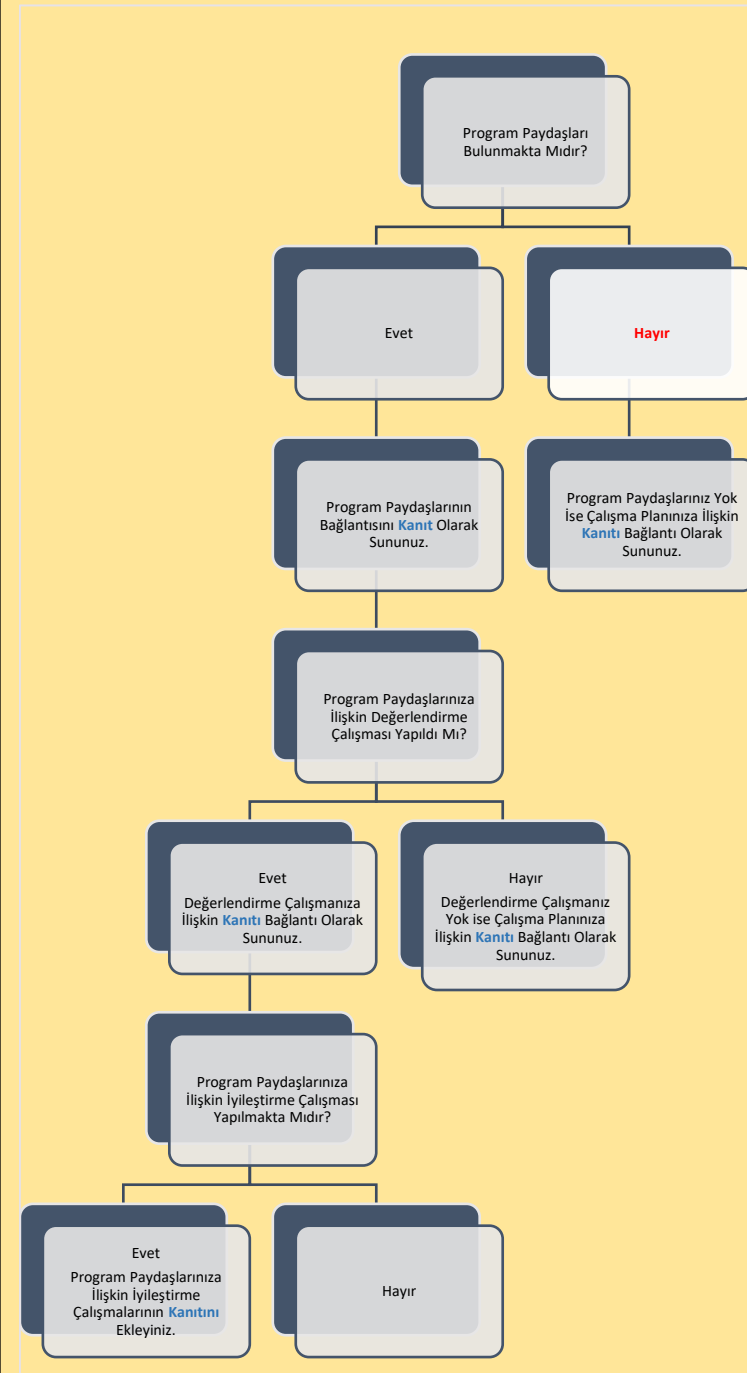 Program Paydaşları
Bulunmakta Mıdır?
Evet
Hayır
Program Paydaşlarının
Bağlantısını Kanıt Olarak
Sununuz.
Program Paydaşlarınız Yok
İse Çalışma Planınıza İlişkin
Kanıtı Bağlantı Olarak
Sununuz.
Program Paydaşlarınıza
İlişkin Değerlendirme
Çalışması Yapıldı Mı?
Evet
Değerlendirme Çalışmanıza
İlişkin Kanıtı Bağlantı Olarak
Sununuz.
Hayır
Değerlendirme Çalışmanız
Yok ise Çalışma Planınıza
İlişkin Kanıtı Bağlantı Olarak
Sununuz.
Program Paydaşlarınıza
İlişkin İyileştirme Çalışması
Yapılmakta Mıdır?
Evet
Program Paydaşlarınıza
İlişkin İyileştirme
Çalışmalarının Kanıtını
Ekleyiniz.
Hayır